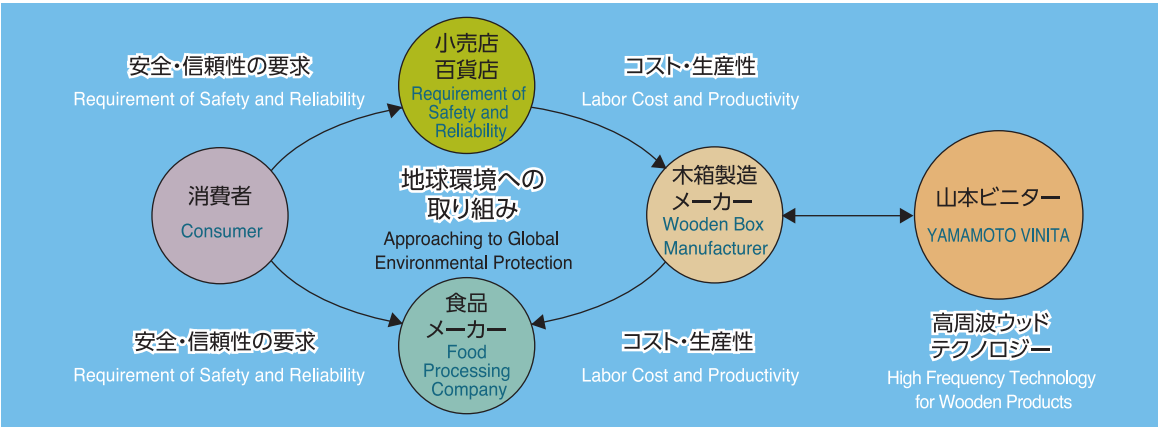 安全・信頼性の要求
Requirement of Safety and Reliability
小売店
百貨店
Requirement of
Safety and
Reliability
コスト・生産性
Labor Cost and Productivity
消費者
Consumer
地球環境への
取り組み
Approaching to Global
Environmental Protection
木箱製造
メーカー
Wooden Box
Manufacturer
山本ビニター
YAMAMOTO VINITA
安全・信頼性の要求
Requirement of Safety and Reliability
食品
メーカー
Food
Processing
Company
コスト・生産性
Labor Cost and Productivity
高周波ウッド
テクノロジー
High Frequency Technology
for Wooden Products